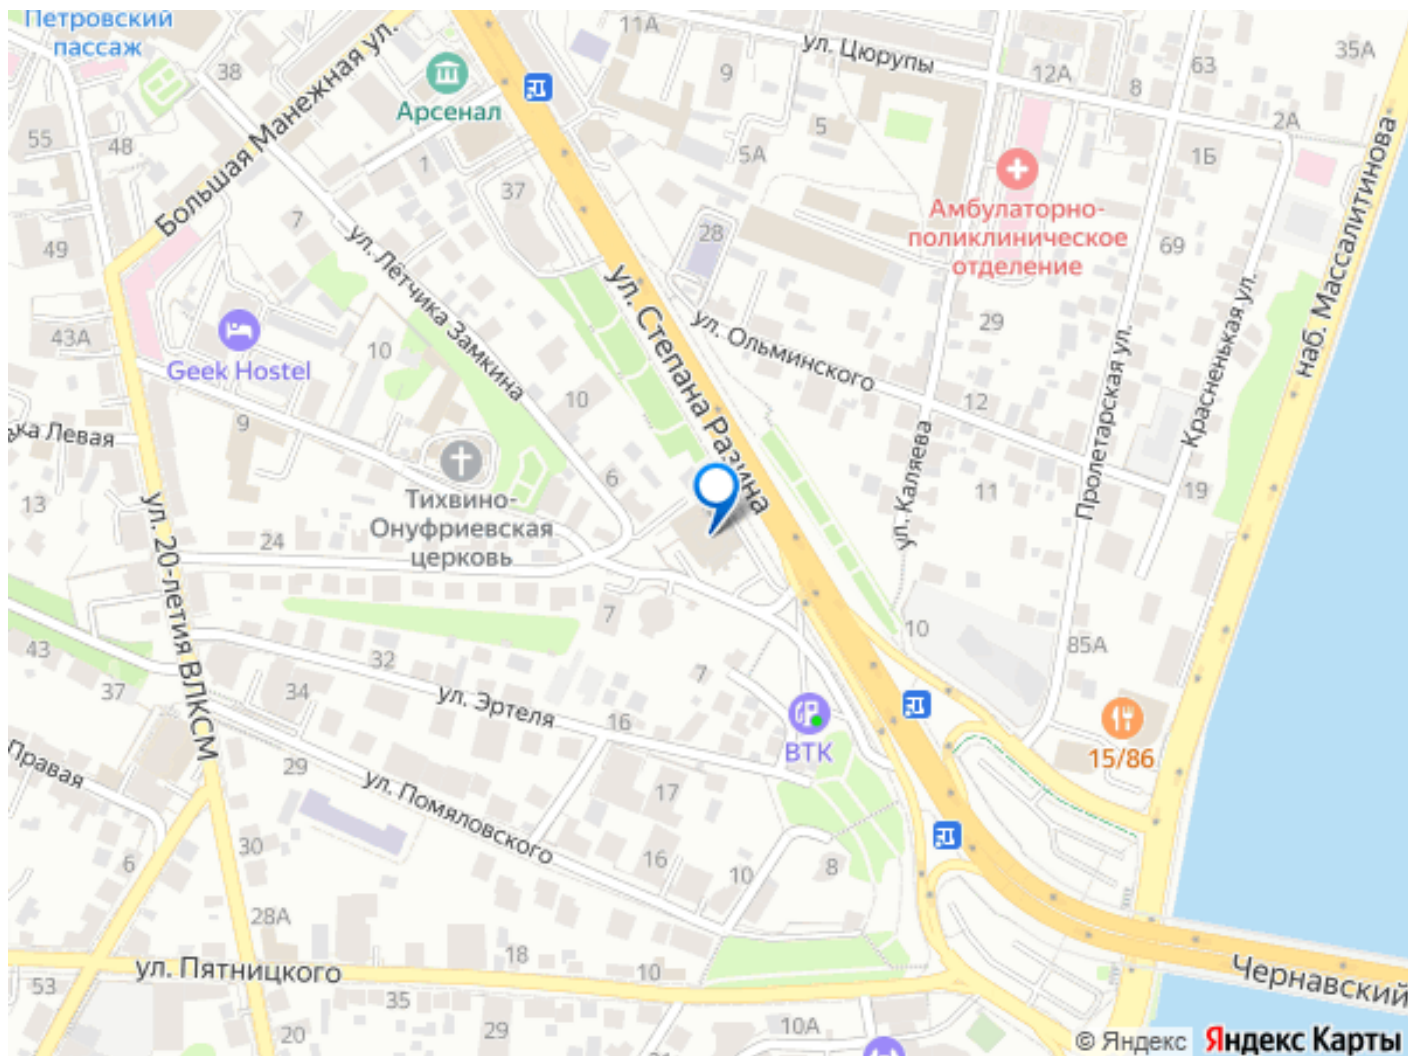 Петровский
пассаж
38
Большая Манежная ул.
Арсенал
11А
9
ул. Цюрупы
12А
8
63
35А
2А
55
48
1
37
5
5А
1Б
наб. Массалитинова
49
7
ул. Лётчика Замкина
28
Амбулаторно-
поликлиническое
отделение
69
43А
Geek Hostel
10
ул. Степана Разина
ул. Ольминского
29
Пролетарская ул.
Красненькая ул.
10
12
9
ка Левая
Тихвино-
Онуфриевская
церковь
6
ул. Каляева
11
19
13
ул. 20-летия ВЛКСМ
24
7
10
85А
43
37
32
34
ул. Эртеля
16
7
ВТК
15/86
Правая
29
ул. Помяловского
17
6
30
16
10
8
28А
18
ул. Пятницкого
10
Чернавский
53
35
20
29
10А
© Яндекс
Яндекс Карты